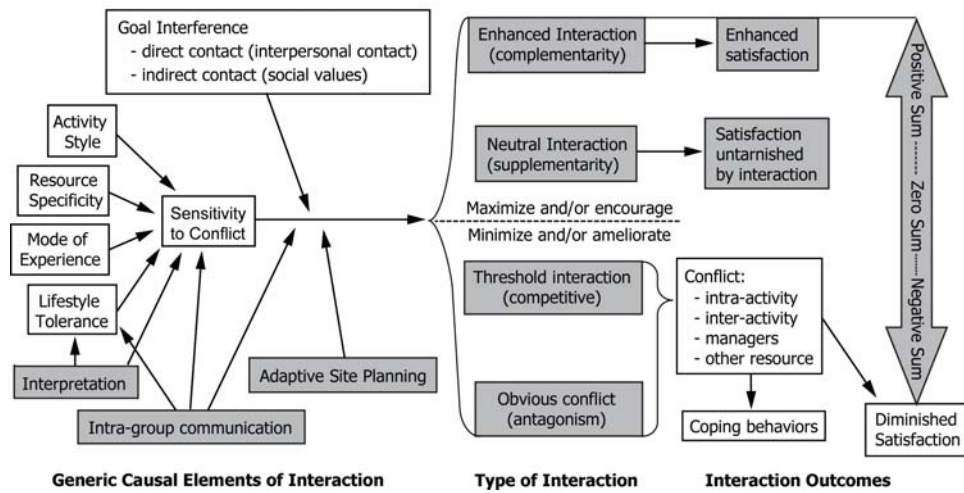 Goal Interference
- direct contact (interpersonal contact)
- indirect contact (social values)
Activity
Style
Resource
Specificity
Mode of
Experience
Lifestyle
Tolerance
Sensitivity
to Conflict
Interpretation
Intra-group communication
Adaptive Site Planning
Enhanced Interaction
(complementarity)
Enhanced
satisfaction
Neutral Interaction
(supplementarity)
Satisfaction
untarnished
by interaction
Maximize and/or encourage
Minimize and/or ameliorate
Threshold interaction
(competitive)
Obvious conflict
(antagonism)
Conflict:
- intra-activity
- inter-activity
- managers
- other resource
Coping behaviors
Diminished
Satisfaction
Positive Sum ------- Zero Sum ------ Negative Sum
Generic Causal Elements of Interaction
Type of Interaction
Interaction Outcomes